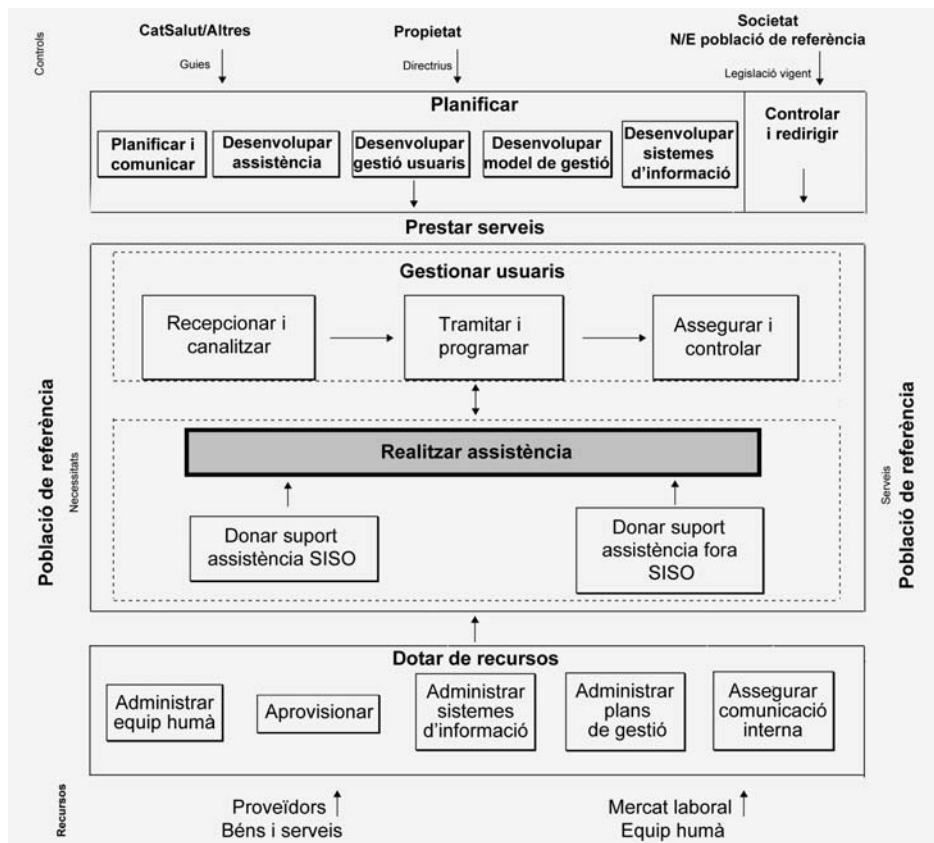 Controls
CatSalut/Altres
Guies
Propietat
Directrius
Societat
N/E població de referència
Legislació vigent
Planificar
Planificar i
comunicar
Desenvolupar
assistència
Desenvolupar
gestió usuaris
Desenvolupar
model de gestió
Desenvolupar
sistemes
d'informació
Controlar
i redirigir
Prestar serveis
Població de referència
Necessitats
Gestionar usuaris
Recepcionar i
canalitzar
Tramitar i
programar
Assegurar i
controlar
Realitzar assistència
Donar suport
assistència SISO
Donar suport
assistència fora
SISO
Serveis
Població de referència
Dotar de recursos
Administrar
equip humà
Aprovisionar
Administrar
sistemes
d'informació
Administrar
plans
de gestió
Assegurar
comunicació
interna
Recursos
Proveïdors
Béns i serveis
Mercat laboral
Equip humà